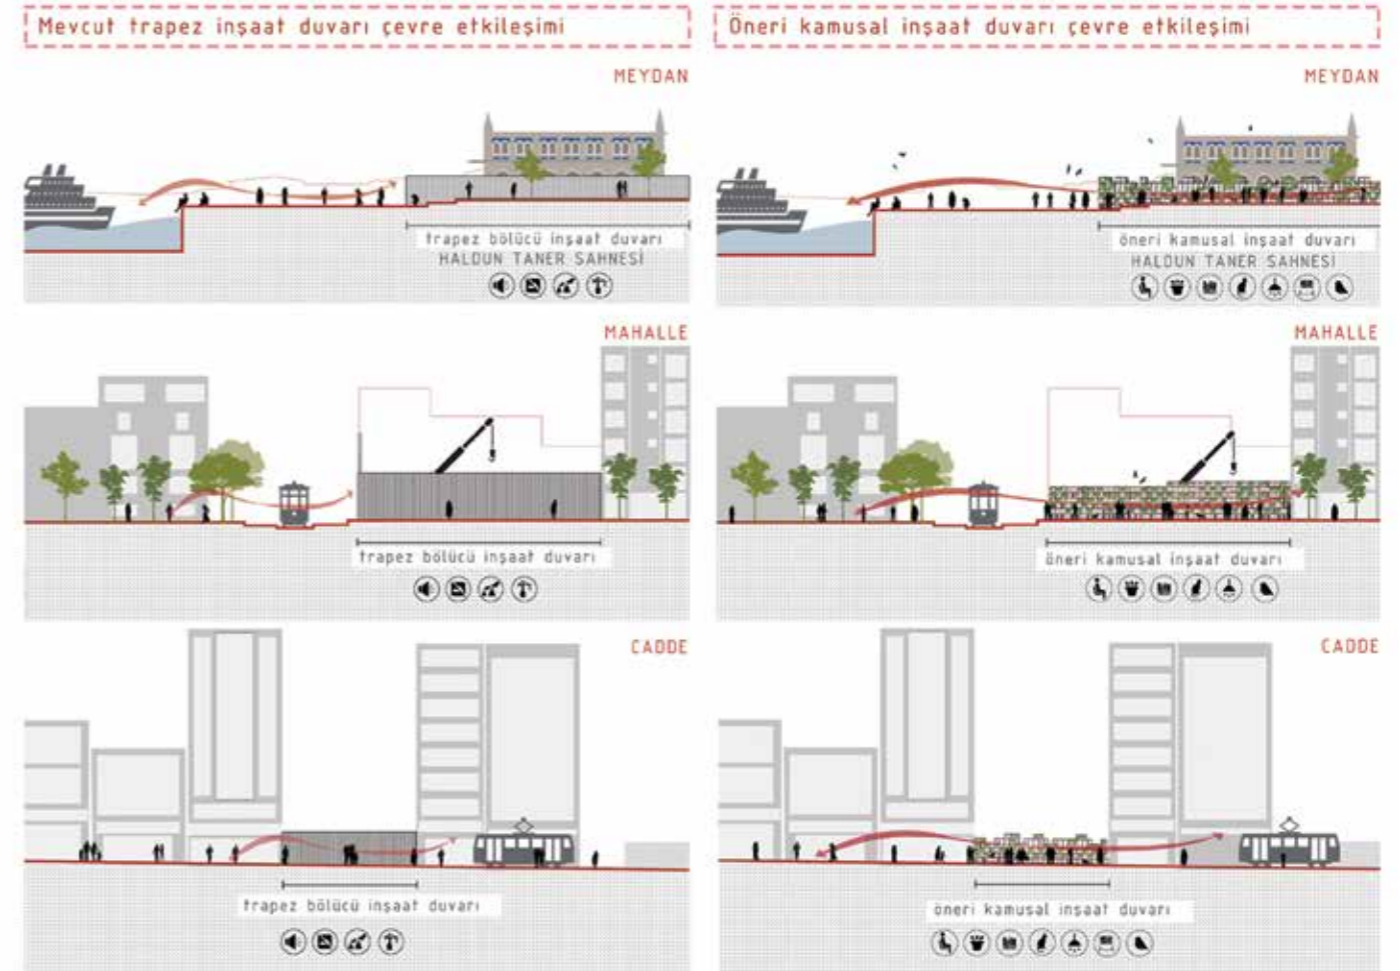 Mevcut trapez inşaat duvarı çevre etkileşimi
MEYDAN
trapez bölücü inşaat duvarı
HALDUN TANER SAHNESİ
MAHALLE
trapez bölücü inşaat duvarı
CADDE
trapez bölücü inşaat duvarı
Öneri kamusal inşaat duvarı çevre etkileşimi
MEYDAN
öneri kamusal inşaat duvarı
HALDUN TANER SAHNESİ
MAHALLE
öneri kamusal inşaat duvarı
CADDE
öneri kamusal inşaat duvarı